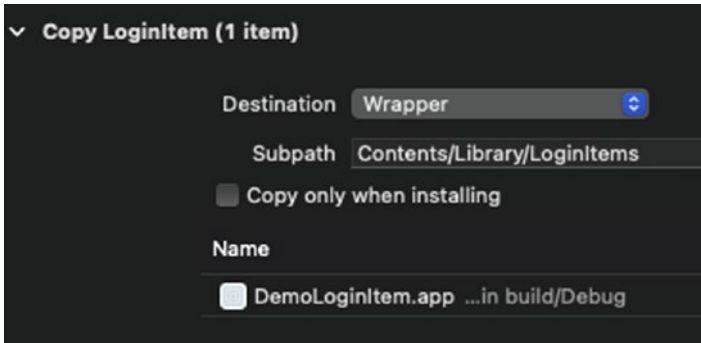 Copy LoginItem (1 item)
Destination Wrapper
Subpath Contents/Library/LoginItems
Copy only when installing
Name
DemoLoginItem.app ...in build/Debug